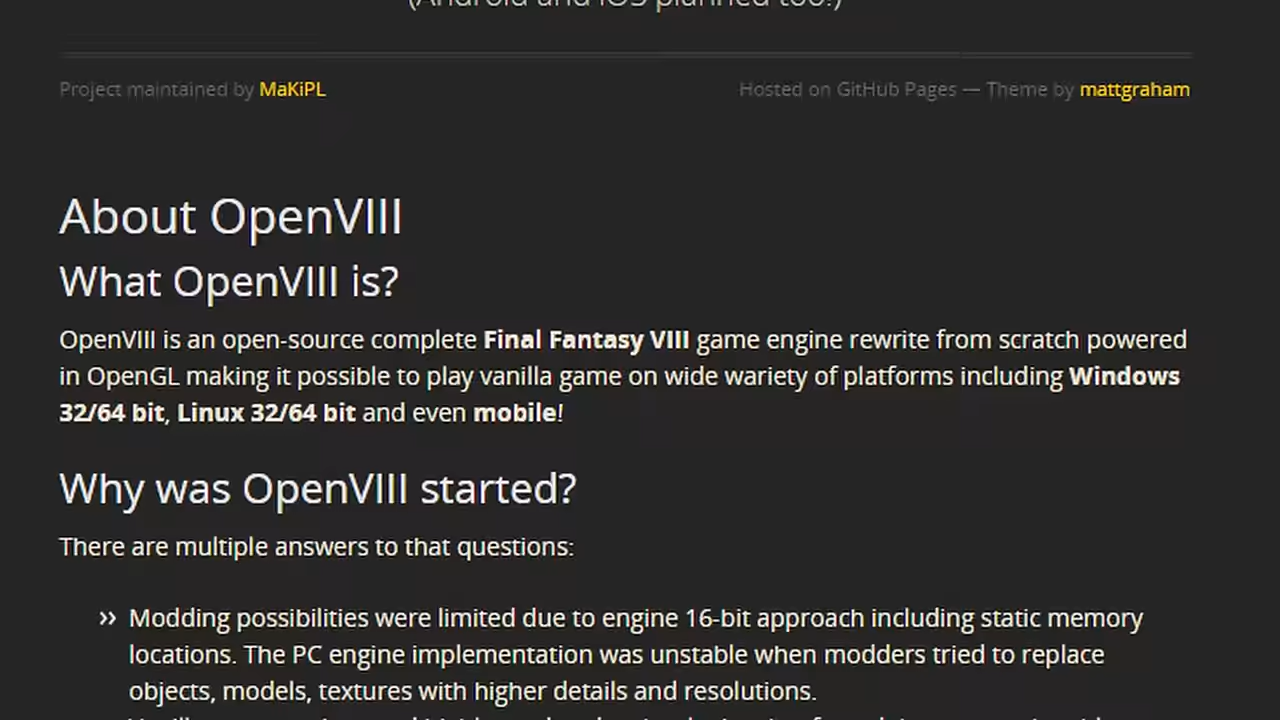 (Android and iOS planned too!)
Project maintained by MaKiPL
Hosted on GitHub Pages — Theme by mattgraham
About OpenVIII
What OpenVIII is?
OpenVIII is an open-source complete Final Fantasy VIII game engine rewrite from scratch powered
in OpenGL making it possible to play vanilla game on wide wariety of platforms including Windows
32/64 bit, Linux 32/64 bit and even mobile!
Why was OpenVIII started?
There are multiple answers to that questions:
›› Modding possibilities were limited due to engine 16-bit approach including static memory
locations. The PC engine implementation was unstable when modders tried to replace
objects, models, textures with higher details and resolutions.